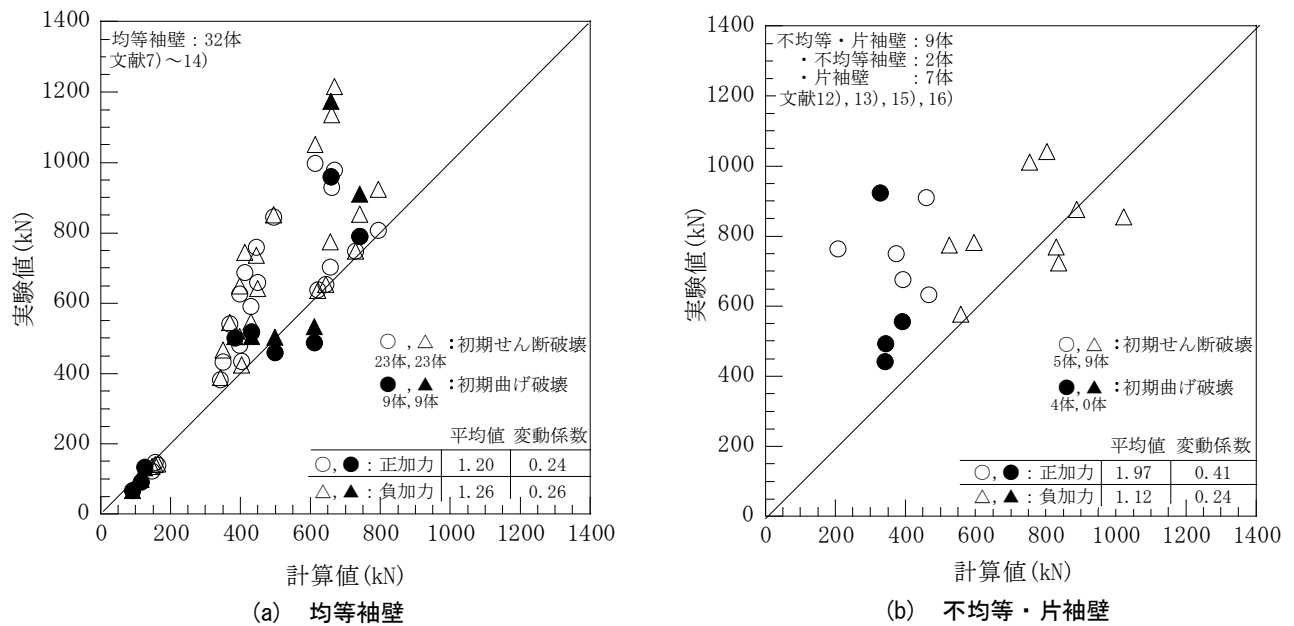 1400
1200
1000
800
600
400
200
0
実験値(kN)
均等袖壁：32体
文献7)～14)
○, △：初期せん断破壊
23体, 23体
●, ▲：初期曲げ破壊
9体, 9体
平均値 変動係数
○, ●：正加力 1.20 0.24
△, ▲：負加力 1.26 0.26
0 200 400 600 800 1000 1200 1400
計算値(kN)
(a) 均等袖壁
1400
1200
1000
800
600
400
200
0
実験値(kN)
不均等・片袖壁：9体
・不均等袖壁：2体
・片袖壁 ：7体
文献12), 13), 15), 16)
○, △：初期せん断破壊
5体, 9体
●, ▲：初期曲げ破壊
4体, 0体
平均値 変動係数
○, ●：正加力 1.97 0.41
△, ▲：負加力 1.12 0.24
0 200 400 600 800 1000 1200 1400
計算値(kN)
(b) 不均等・片袖壁